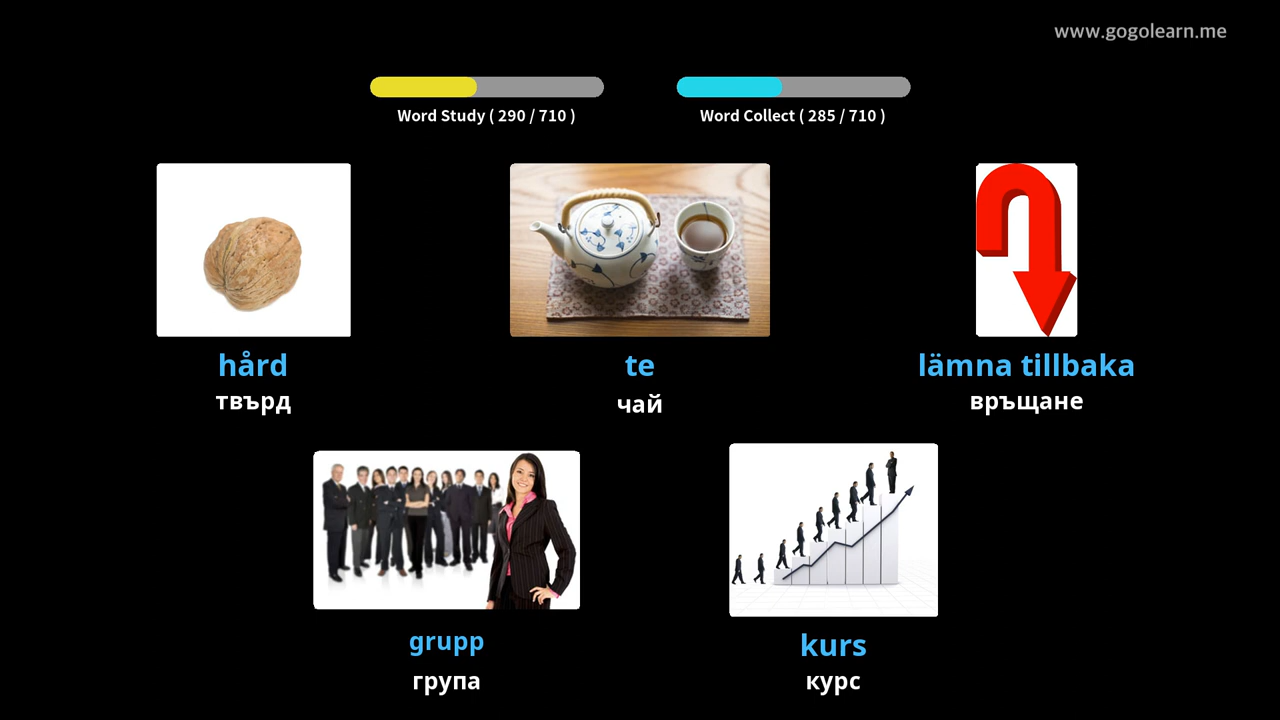 www.gogolearn.me
Word Study ( 290 / 710 )
Word Collect ( 285 / 710 )
hård
твърд
te
чай
lämna tillbaka
връщане
grupp
група
kurs
курс